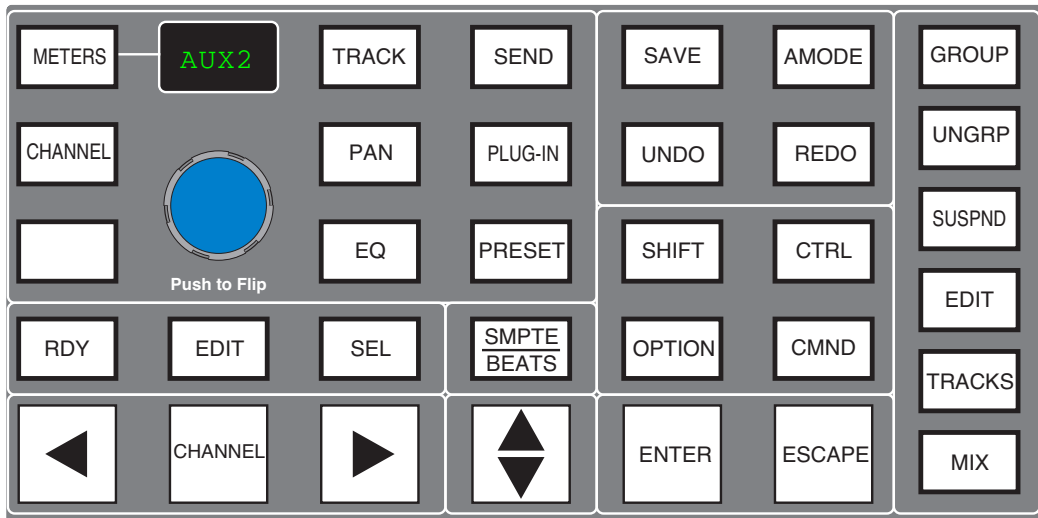 METERS
AUX2
TRACK
SEND
SAVE
AMODE
GROUP
CHANNEL
PAN
PLUG-IN
UNDO
REDO
UNGRP
EQ
PRESET
SHIFT
CTRL
SUSPND
Push to Flip
RDY
EDIT
SEL
SMPTE
BEATS
OPTION
CMND
EDIT
TRACKS
CHANNEL
ENTER
ESCAPE
MIX